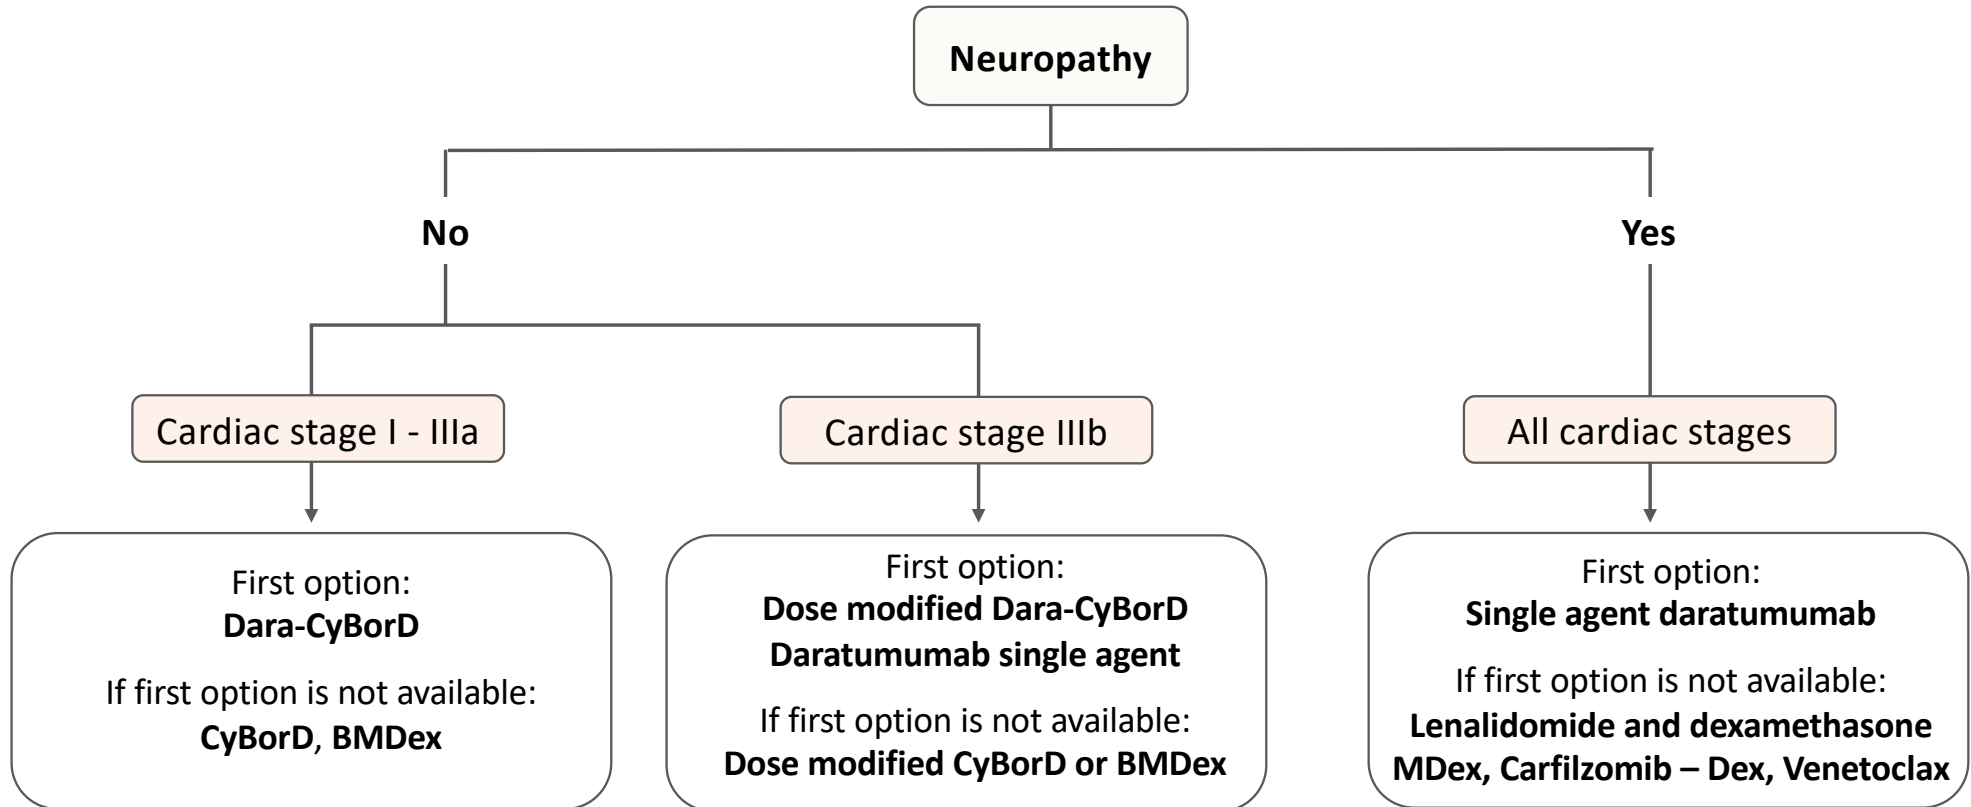 Neuropathy
No
Yes
Cardiac stage I - IIIa
Cardiac stage IIIb
All cardiac stages
First option:
Dara-CyBorD
If first option is not available:
CyBorD, BMDex
First option:
Dose modified Dara-CyBorD
Daratumumab single agent
If first option is not available:
Dose modified CyBorD or BMDex
First option:
Single agent daratumumab
If first option is not available:
Lenalidomide and dexamethasone
MDex, Carfilzomib – Dex, Venetoclax